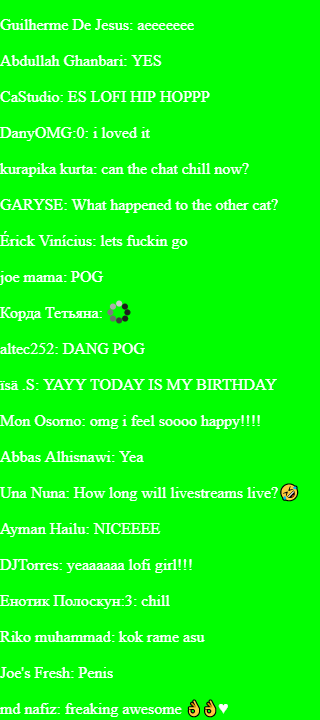 Guilherme De Jesus: aeeeeeee
Abdullah Ghanbari: YES
CaStudio: ES LOFI HIP HOPPP
DanyOMG:0: i loved it
kurapika kurta: can the chat chill now?
GARYSE: What happened to the other cat?
Érick Vinícius: lets fuckin go
joe mama: POG
Корда Тетьяна:
altec252: DANG POG
ïsä .S: YAYY TODAY IS MY BIRTHDAY
Mon Osorno: omg i feel soooo happy!!!!
Abbas Alhisnawi: Yea
Una Nuna: How long will livestreams live?🤣
Ayman Hailu: NICEEEE
DJTorres: yeaaaaaa lofi girl!!!
Енотик Полоскун:3: chill
Riko muhammad: kok rame asu
Joe's Fresh: Penis
md nafiz: freaking awesome 👌👌♥